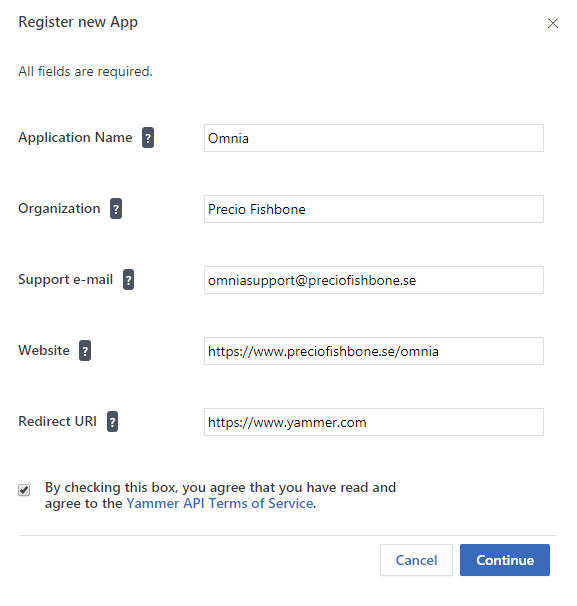 Register new App
All fields are required.
Application Name ?
Omnia
Organization ?
Precio Fishbone
Support e-mail ?
omniasupport@preciofishbone.se
Website ?
https://www.preciofishbone.se/omnia
Redirect URI ?
https://www.yammer.com
By checking this box, you agree that you have read and
agree to the Yammer API Terms of Service.
Cancel
Continue